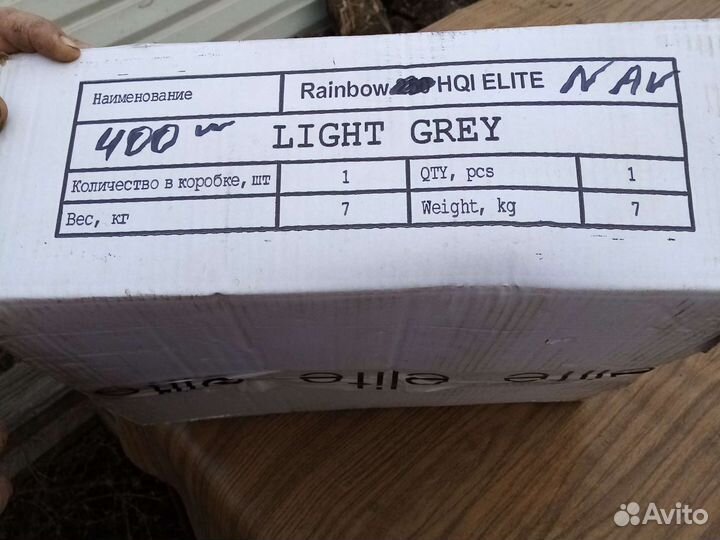 Наименование Rainbow HQI ELITE NAV
400 w LIGHT GREY
Количество в коробке, шт 1 QTY, pcs 1
Вес, кг 7 Weight, kg 7
etile
Avito